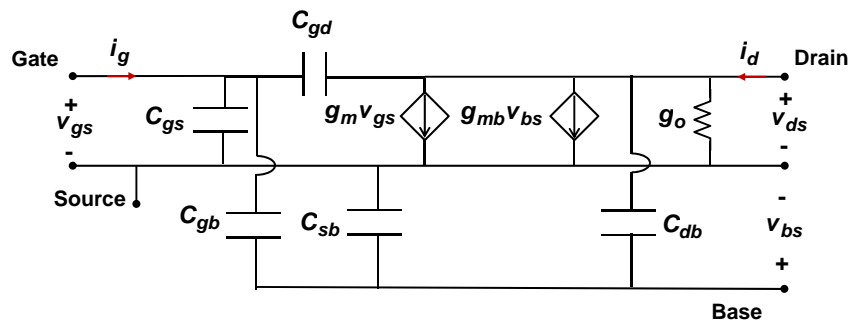 C_gd
Gate i_g i_d Drain
+ + 
v_gs C_gs g_m v_gs g_mb v_bs g_o v_ds
- -
Source C_gb C_sb C_db -
v_bs
+
Base